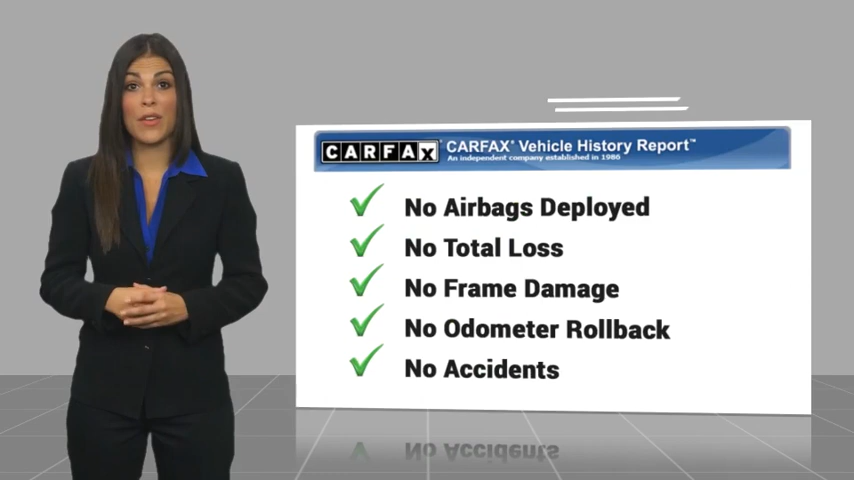 CARFAX
CARFAX® Vehicle History Report™
An independent company established in 1986
No Airbags Deployed
No Total Loss
No Frame Damage
No Odometer Rollback
No Accidents
No Accidents